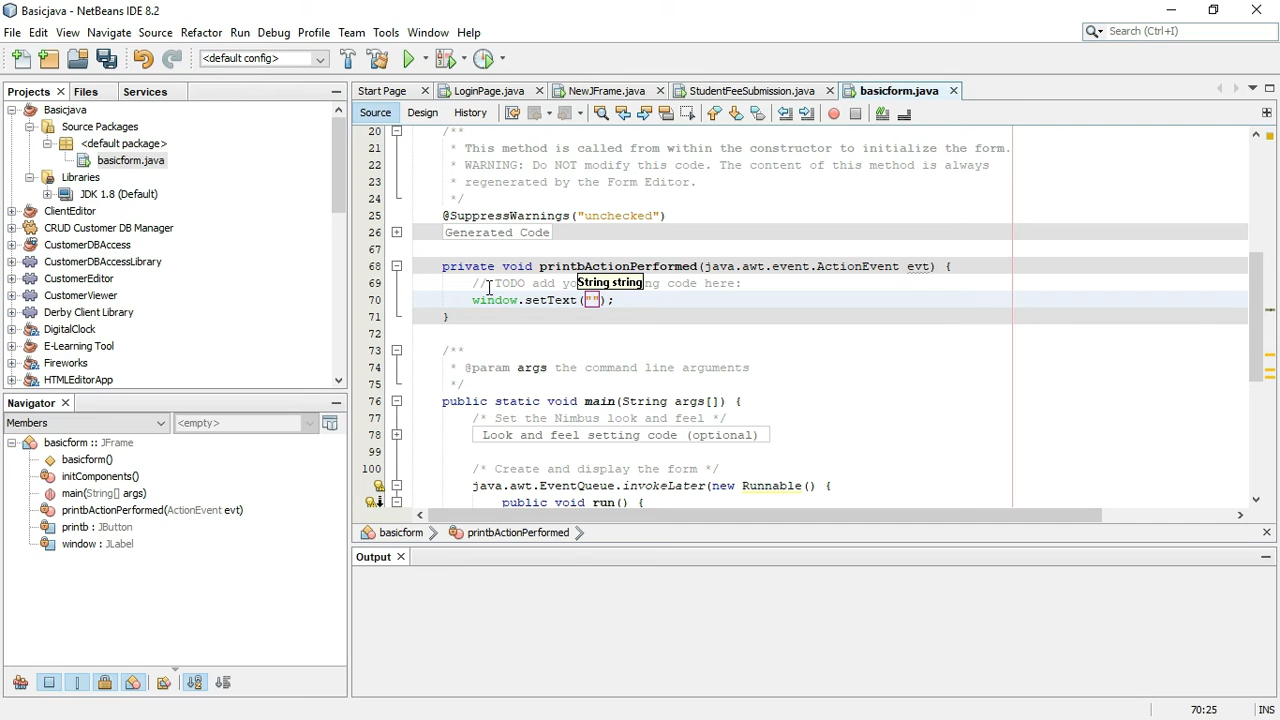 Basicjava - NetBeans IDE 8.2
File Edit View Navigate Source Refactor Run Debug Profile Team Tools Window Help
Search (Ctrl+I)
<default config>
Projects Files Services
Start Page LoginPage.java NewJFrame.java StudentFeeSubmission.java basicform.java
Source Design History
Basicjava
Source Packages
<default package>
basicform.java
Libraries
JDK 1.8 (Default)
ClientEditor
CRUD Customer DB Manager
CustomerDBAccess
CustomerDBAccessLibrary
CustomerEditor
CustomerViewer
Derby Client Library
DigitalClock
E-Learning Tool
Fireworks
HTMLEditorApp
Navigator
Members <empty>
basicform :: JFrame
basicform()
initComponents()
main(String[] args)
printbActionPerformed(ActionEvent evt)
printb : JButton
window : JLabel
20 /**
21 * This method is called from within the constructor to initialize the form.
22 * WARNING: Do NOT modify this code. The content of this method is always
23 * regenerated by the Form Editor.
24 */
25 @SuppressWarnings("unchecked")
26 Generated Code
67
68 private void printbActionPerformed(java.awt.event.ActionEvent evt) {
69 // TODO add yo String string ng code here:
70 window.setText("");
71 }
72
73 /**
74 * @param args the command line arguments
75 */
76 public static void main(String args[]) {
77 /* Set the Nimbus look and feel */
78 Look and feel setting code (optional)
99
100 /* Create and display the form */
java.awt.EventQueue.invokeLater(new Runnable() {
public void run() {
basicform printbActionPerformed
Output
70:25 INS